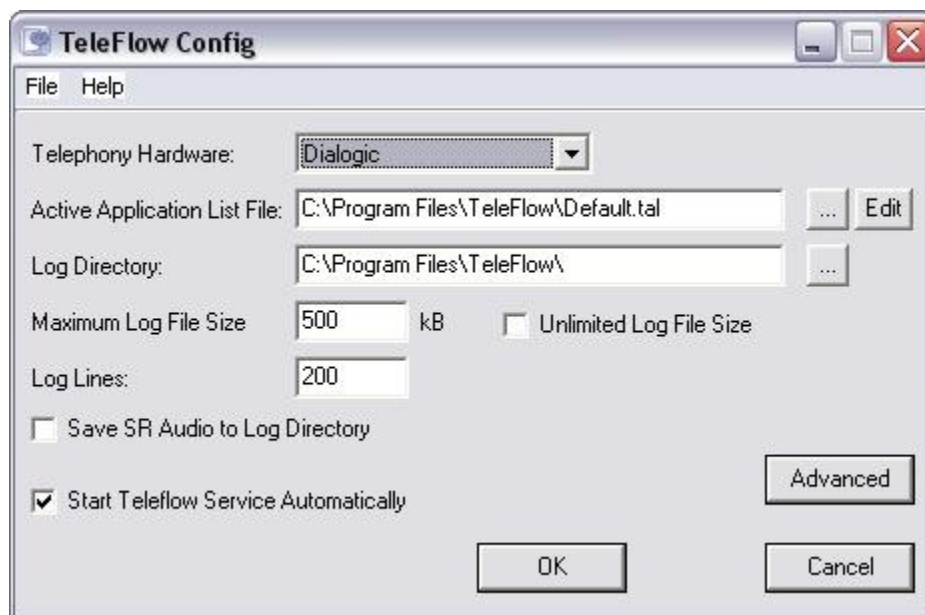 TeleFlow Config
File Help
Telephony Hardware: Dialogic
Active Application List File: C:\Program Files\TeleFlow\Default.tal ... Edit
Log Directory: C:\Program Files\TeleFlow\ ...
Maximum Log File Size 500 kB Unlimited Log File Size
Log Lines: 200
Save SR Audio to Log Directory
Advanced
Start Teleflow Service Automatically
OK Cancel